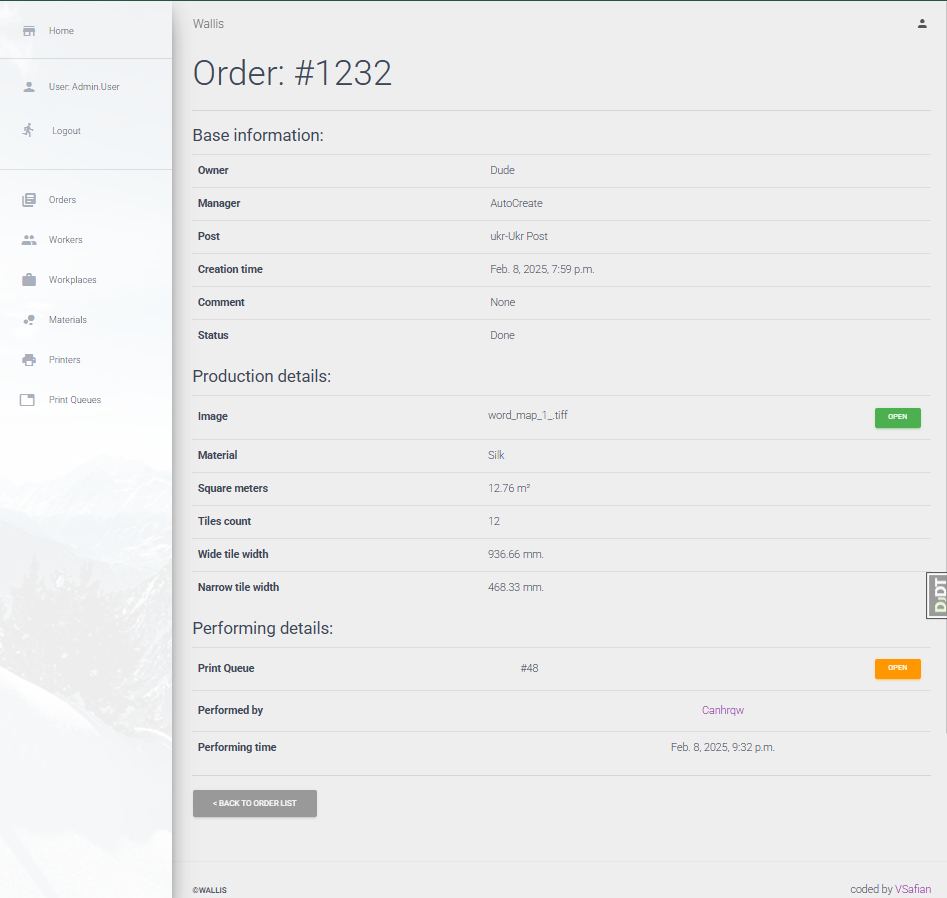 Home
User: Admin.User
Logout
Orders
Workers
Workplaces
Materials
Printers
Print Queues
Wallis
Order: #1232
Base information:
Owner Dude
Manager AutoCreate
Post ukr-Ukr Post
Creation time Feb. 8, 2025, 7:59 p.m.
Comment None
Status Done
Production details:
Image word_map_1_.tiff OPEN
Material Silk
Square meters 12.76 m²
Tiles count 12
Wide tile width 936.66 mm.
Narrow tile width 468.33 mm.
DJDT
Performing details:
Print Queue #48 OPEN
Performed by Canhrqw
Performing time Feb. 8, 2025, 9:32 p.m.
< BACK TO ORDER LIST
©WALLIS
coded by VSafian